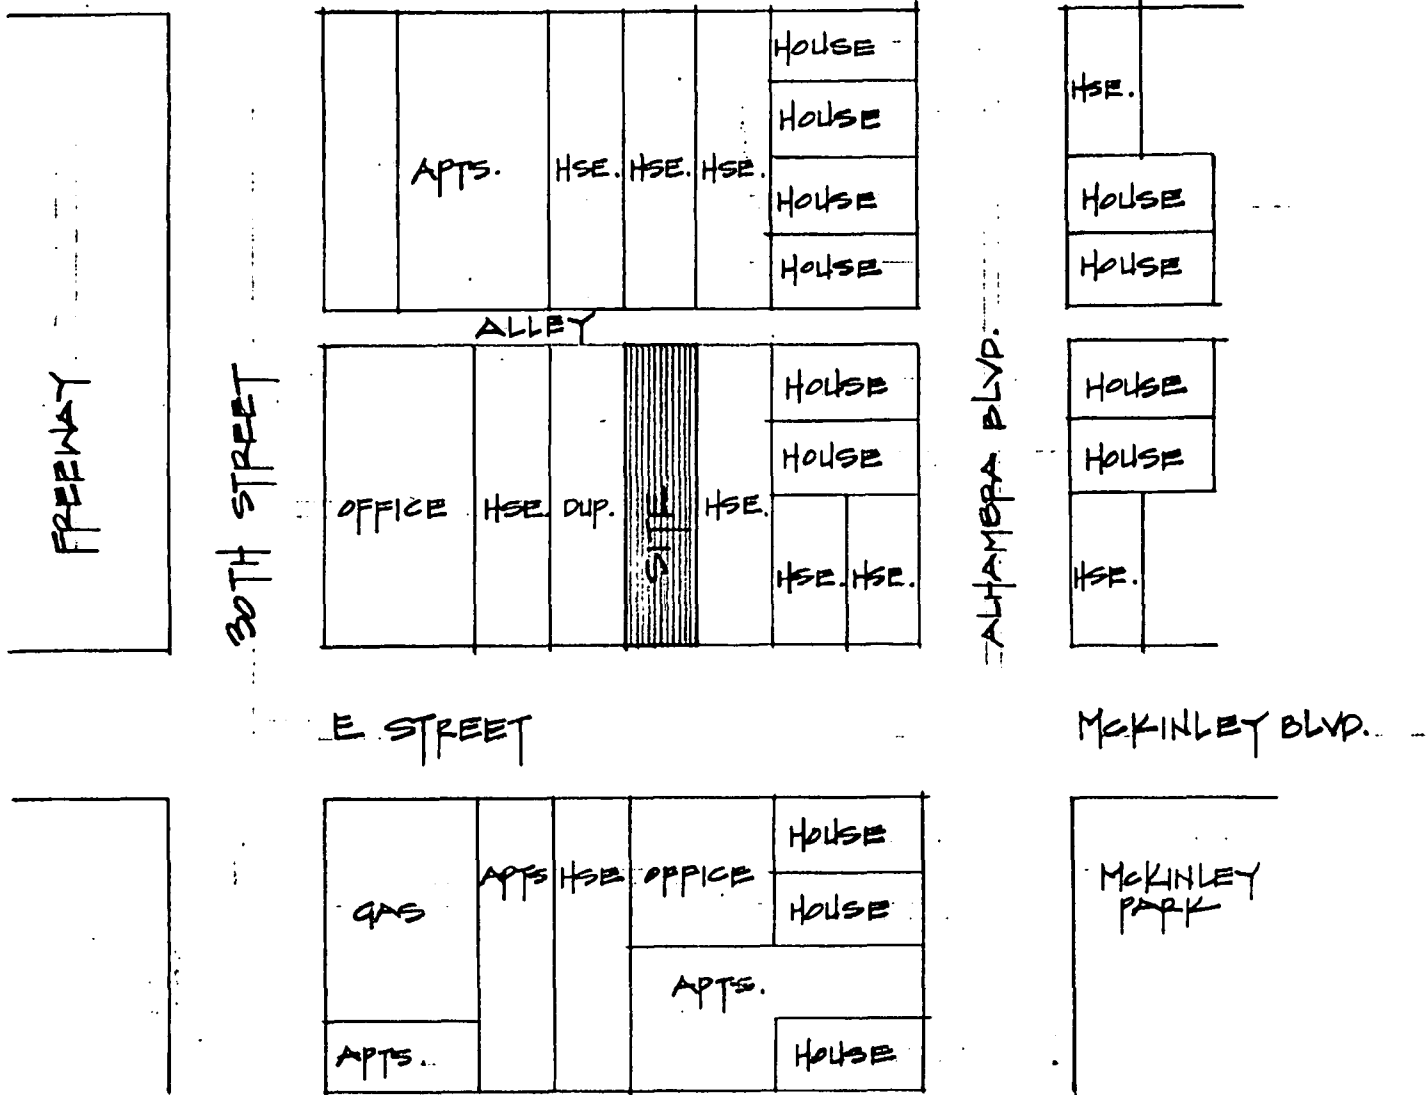 HOUSE
HSE.
HOUSE
APTS.
HSE.
HSE.
HSE.
HOUSE
HOUSE
HOUSE
HOUSE
ALLEY
FREEWAY
30TH STREET
OFFICE
HSE.
DUP.
SITE
HSE.
HOUSE
HOUSE
HSE.
HSE.
ALHAMBRA BLVD.
HOUSE
HOUSE
HSE.
E STREET
MCKINLEY BLVD.
GAS
APTS
HSE
OFFICE
HOUSE
HOUSE
MCKINLEY
PARK
APTS.
APTS.
HOUSE